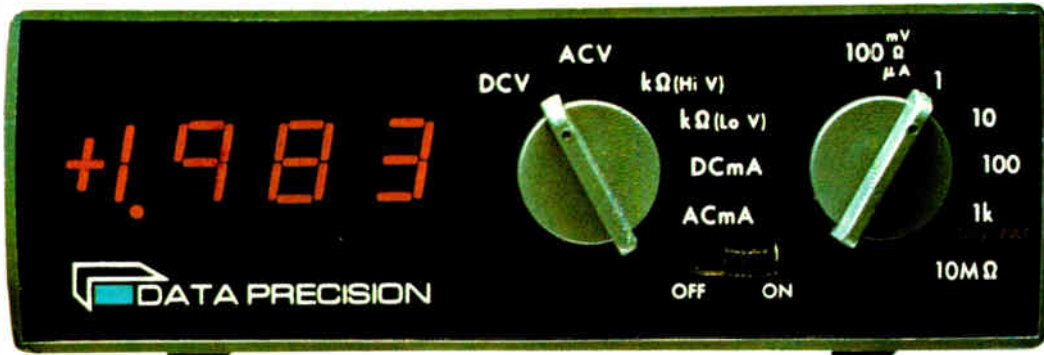 +1.983
DCV
ACV
kΩ(Hi V)
kΩ(Lo V)
DCmA
ACmA
OFF ON
100 mV Ω μA
1
10
100
1k
10MΩ
DATA PRECISION